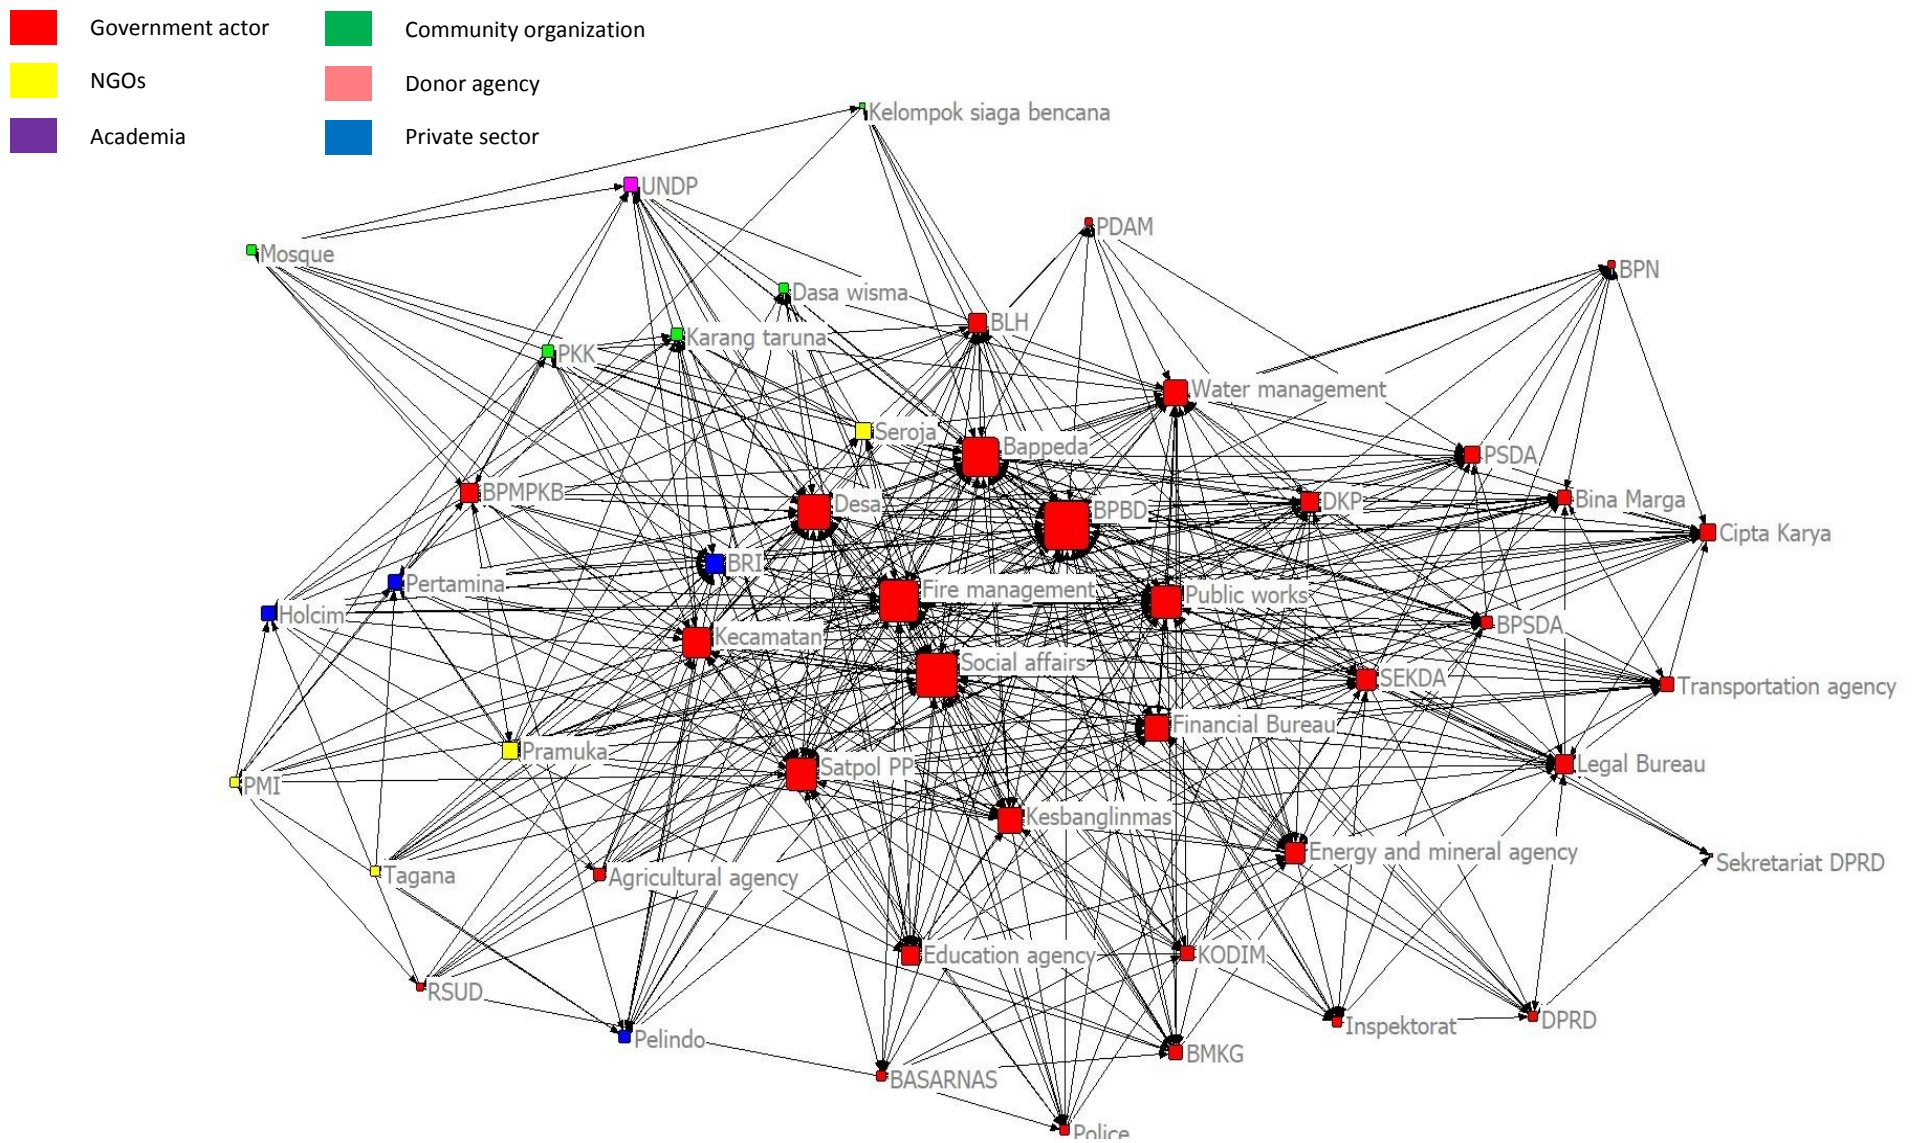 Government actor
Community organization
NGOs
Donor agency
Academia
Private sector
Kelompok siaga bencana
UNDP
PDAM
Mosque
BPN
Dasa wisma
BLH
Karang taruna
PKK
Water management
Seroja
Bappeda
PSDA
BPMPKB
Desa
BPBD
DKP
Bina Marga
Cipta Karya
BRI
Pertamina
Fire management
Public works
Holcim
BPSDA
Kecamatan
Social affairs
SEKDA
Transportation agency
Financial Bureau
Pramuka
Satpol PP
Legal Bureau
PMI
Kesbanglinmas
Energy and mineral agency
Sekretariat DPRD
Tagana
Agricultural agency
Education agency
KODIM
RSUD
Inspektorat
DPRD
Pelindo
BMKG
BASARNAS
Police